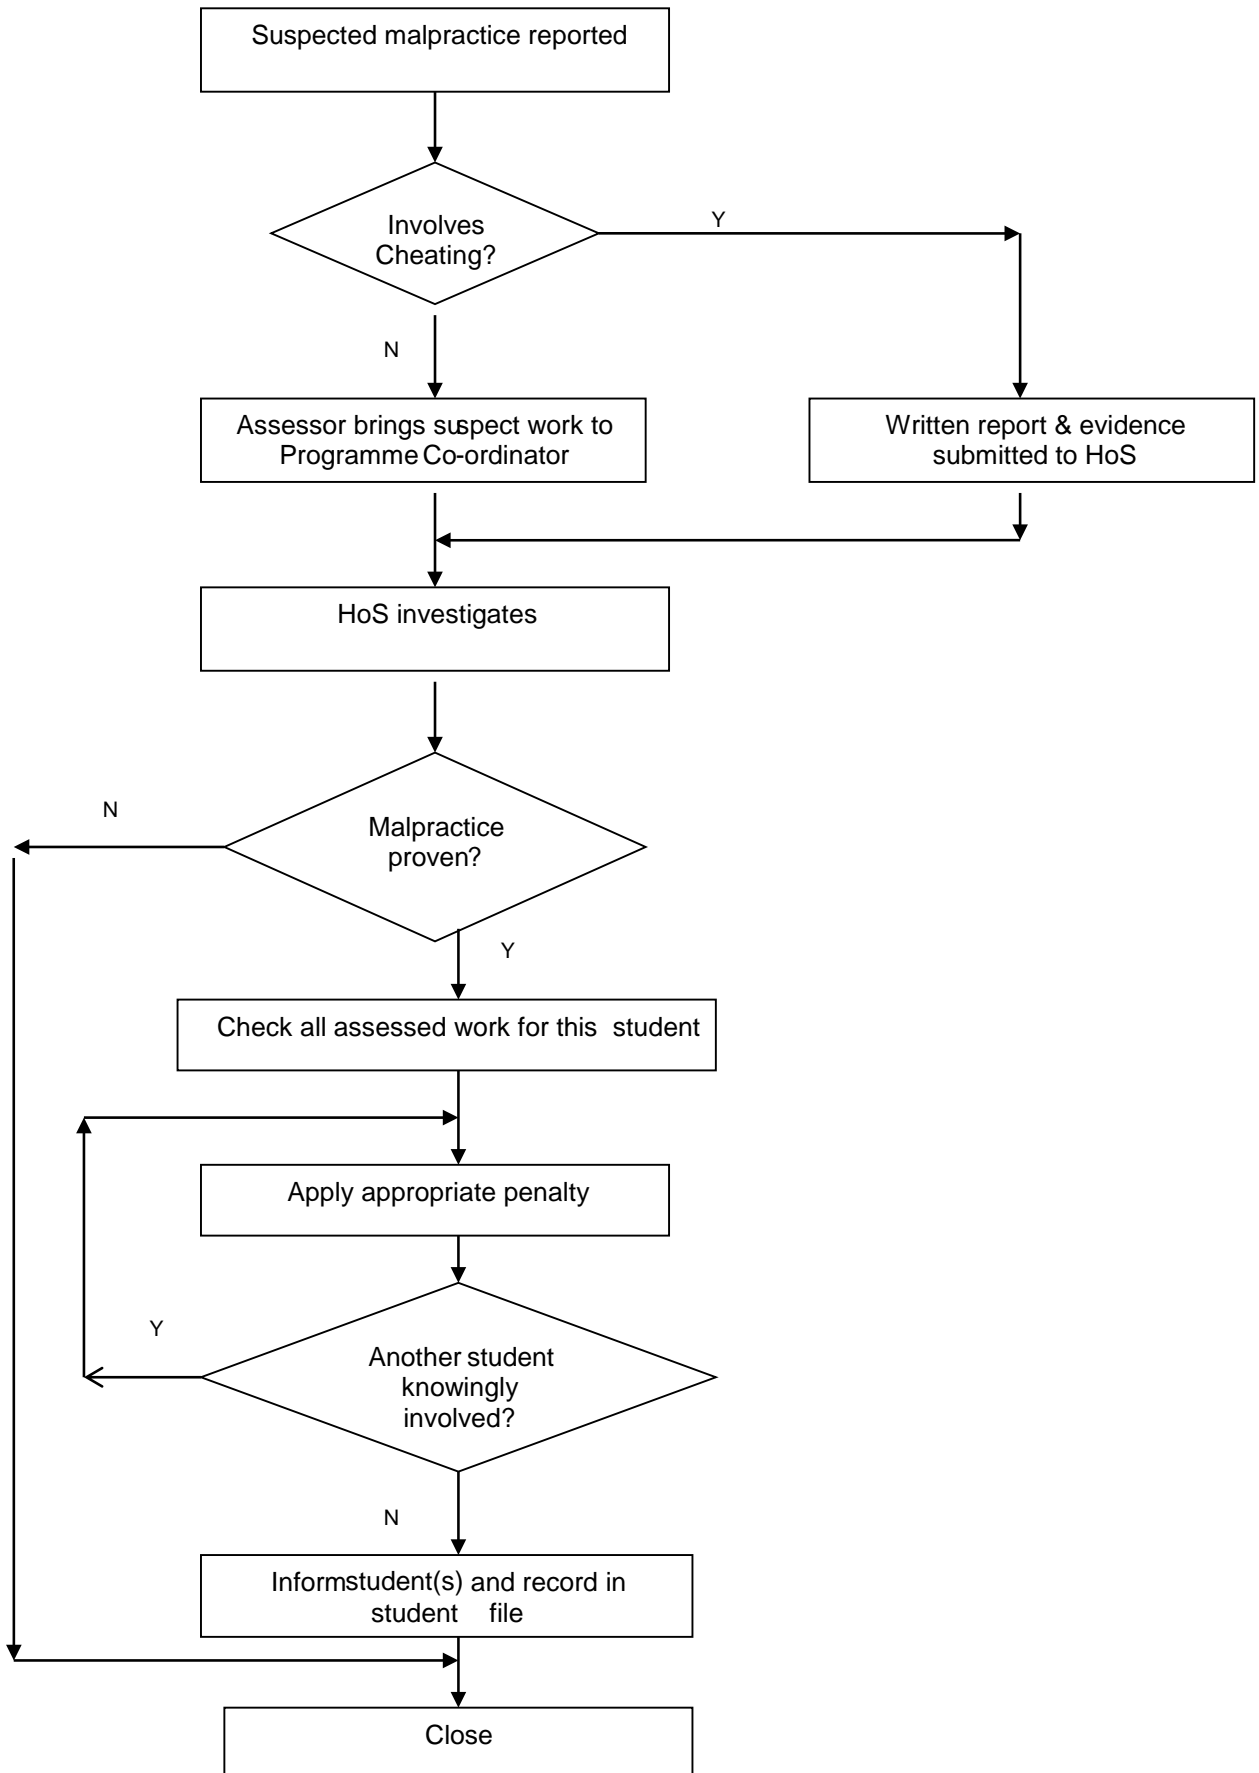 Suspected malpractice reported
Involves
Cheating?
Y
N
Assessor brings suspect work to
Programme Co-ordinator
Written report & evidence
submitted to HoS
HoS investigates
N
Malpractice
proven?
Y
Check all assessed work for this student
Apply appropriate penalty
Y
Another student
knowingly
involved?
N
Informstudent(s) and record in
student file
Close